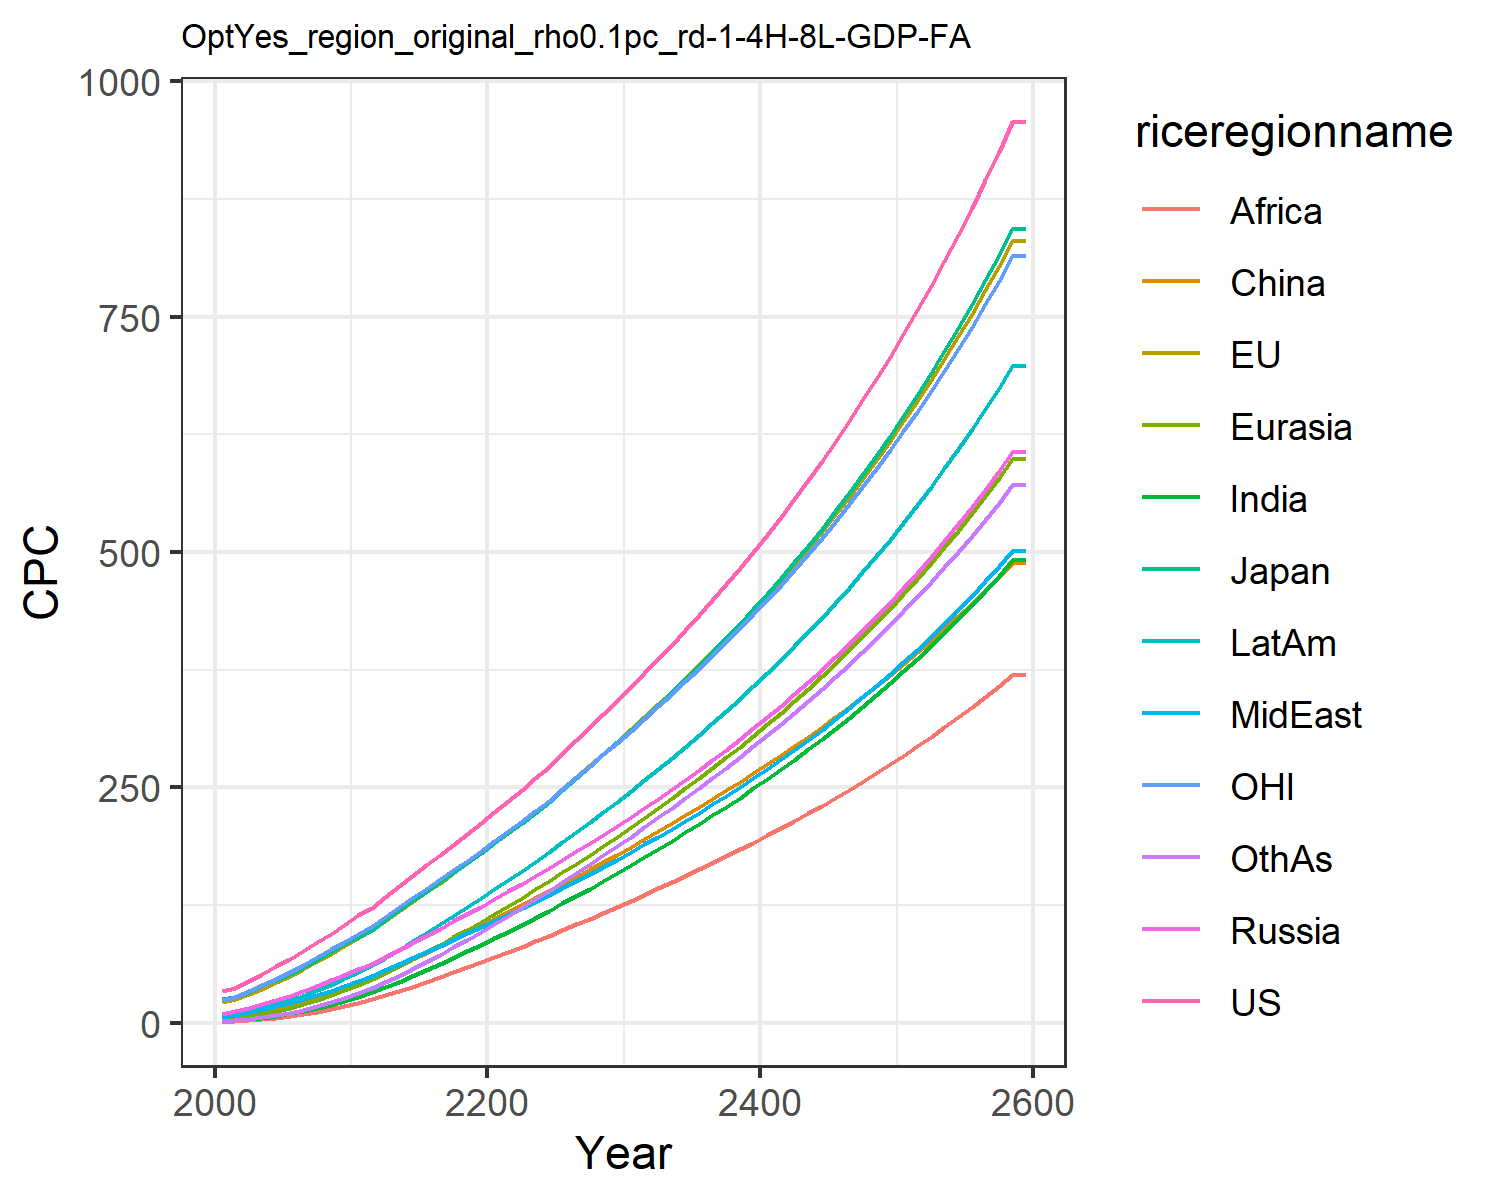 OptYes_region_original_rho0.1pc_rd-1-4H-8L-GDP-FA
1000
750
500
250
0
CPC
2000 2200 2400 2600
Year
riceregionname
Africa
China
EU
Eurasia
India
Japan
LatAm
MidEast
OHI
OthAs
Russia
US